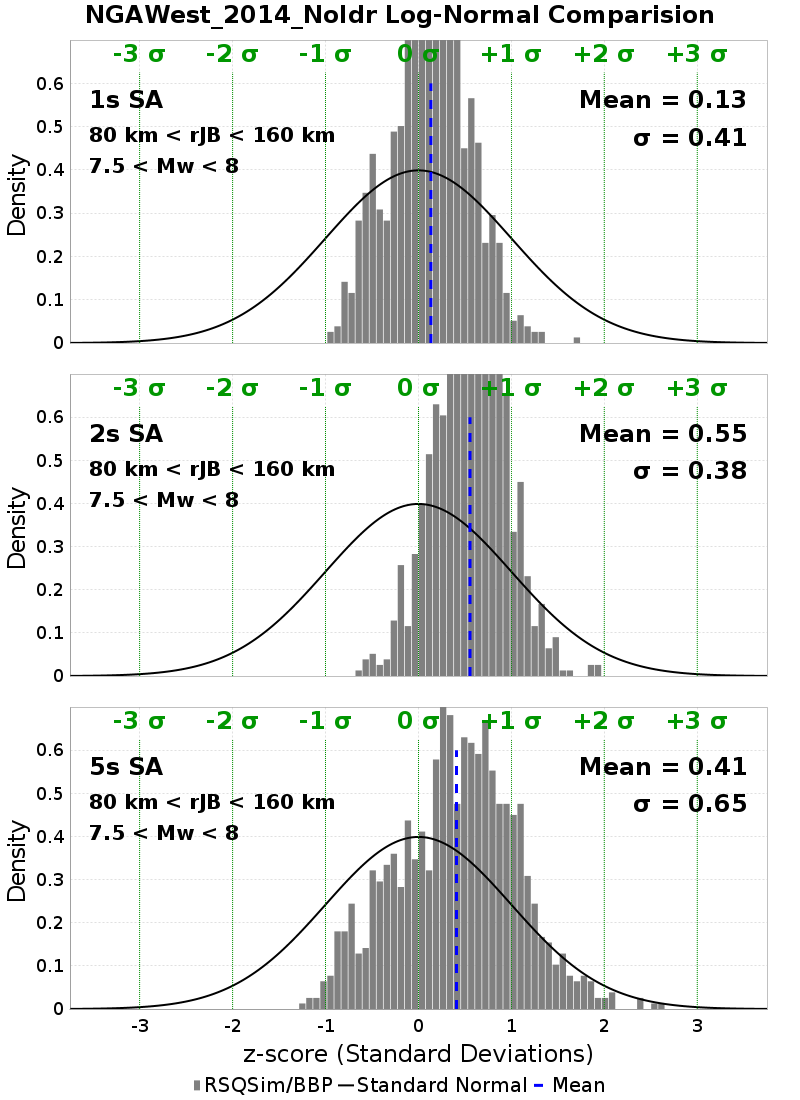 NGAWest_2014_NoIdr Log-Normal Comparision
-3 σ -2 σ -1 σ 0 σ +1 σ +2 σ +3 σ
1s SA
80 km < rJB < 160 km
7.5 < Mw < 8
Mean = 0.13
σ = 0.41
Density
0.6
0.5
0.4
0.3
0.2
0.1
0
-3 σ -2 σ -1 σ 0 σ +1 σ +2 σ +3 σ
2s SA
80 km < rJB < 160 km
7.5 < Mw < 8
Mean = 0.55
σ = 0.38
Density
0.6
0.5
0.4
0.3
0.2
0.1
0
-3 σ -2 σ -1 σ 0 σ +1 σ +2 σ +3 σ
5s SA
80 km < rJB < 160 km
7.5 < Mw < 8
Mean = 0.41
σ = 0.65
Density
0.6
0.5
0.4
0.3
0.2
0.1
0
-3 -2 -1 0 1 2 3
z-score (Standard Deviations)
RSQSim/BBP Standard Normal Mean